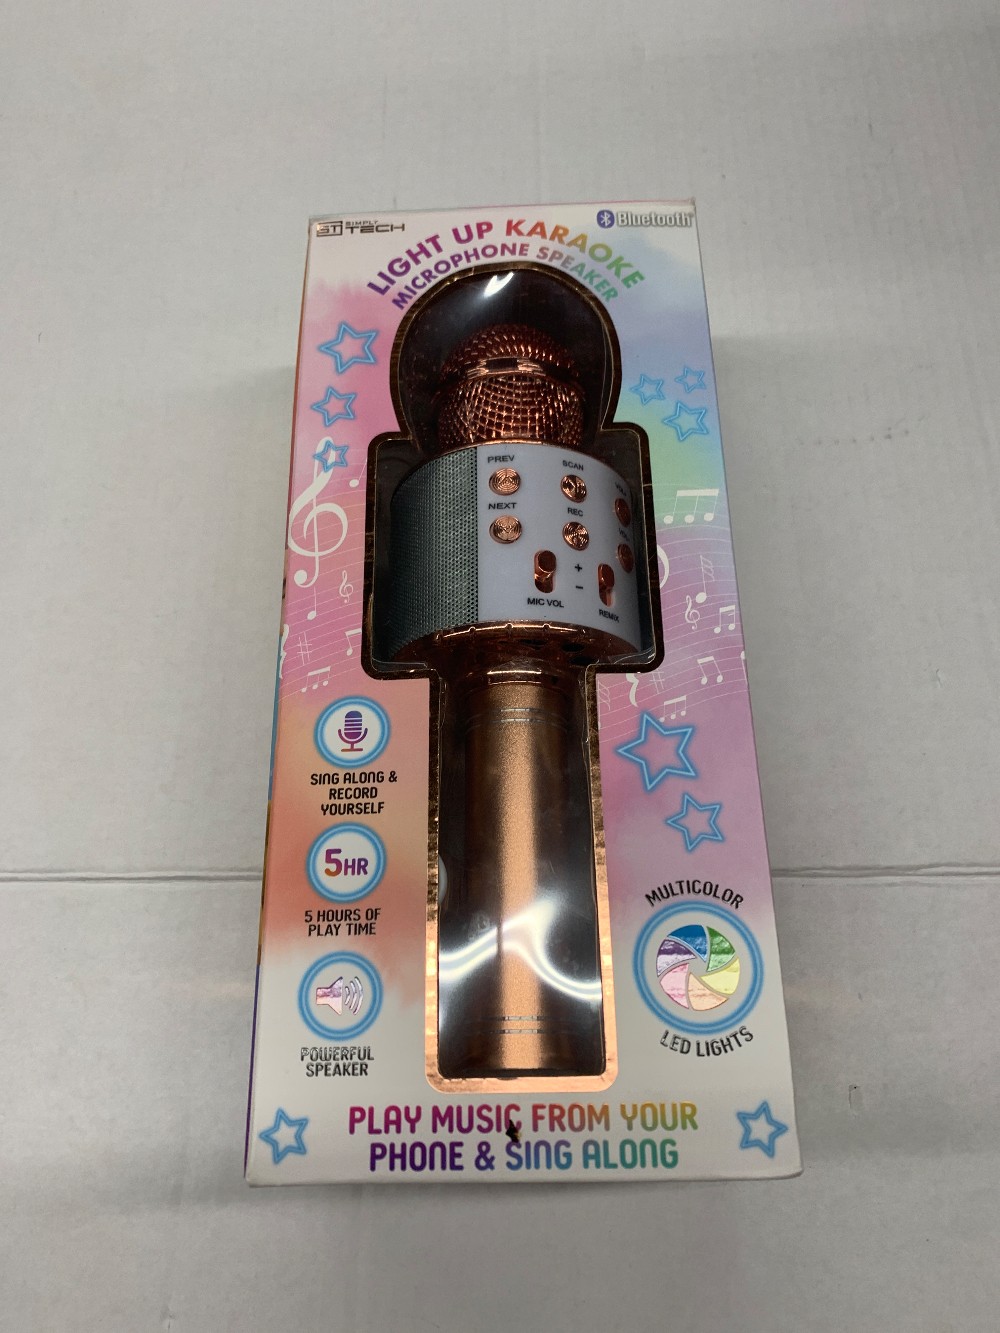 ST SIMPLY TECH
Bluetooth
LIGHT UP KARAOKE
MICROPHONE SPEAKER
PREV
SCAN
NEXT
REC
+
−
MIC VOL
REMIX
SING ALONG &
RECORD
YOURSELF
5HR
5 HOURS OF
PLAY TIME
POWERFUL
SPEAKER
MULTICOLOR
LED LIGHTS
PLAY MUSIC FROM YOUR
PHONE & SING ALONG